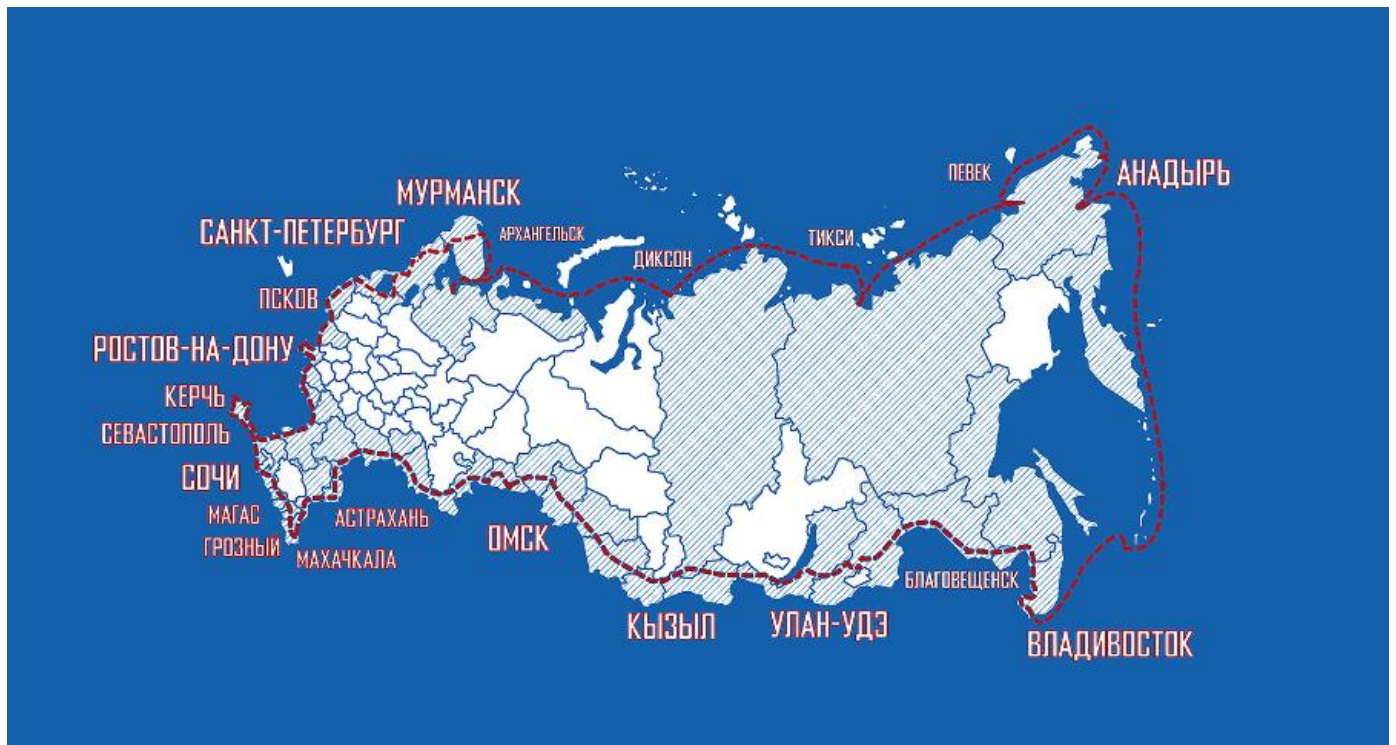 ПЕВЕК
АНАДЫРЬ
МУРМАНСК
САНКТ-ПЕТЕРБУРГ
АРХАНГЕЛЬСК
ТИКСИ
ДИКСОН
ПСКОВ
РОСТОВ-НА-ДОНУ
КЕРЧЬ
СЕВАСТОПОЛЬ
СОЧИ
МАГАС
АСТРАХАНЬ
ГРОЗНЫЙ
МАХАЧКАЛА
ОМСК
БЛАГОВЕЩЕНСК
КЫЗЫЛ
УЛАН-УДЭ
ВЛАДИВОСТОК